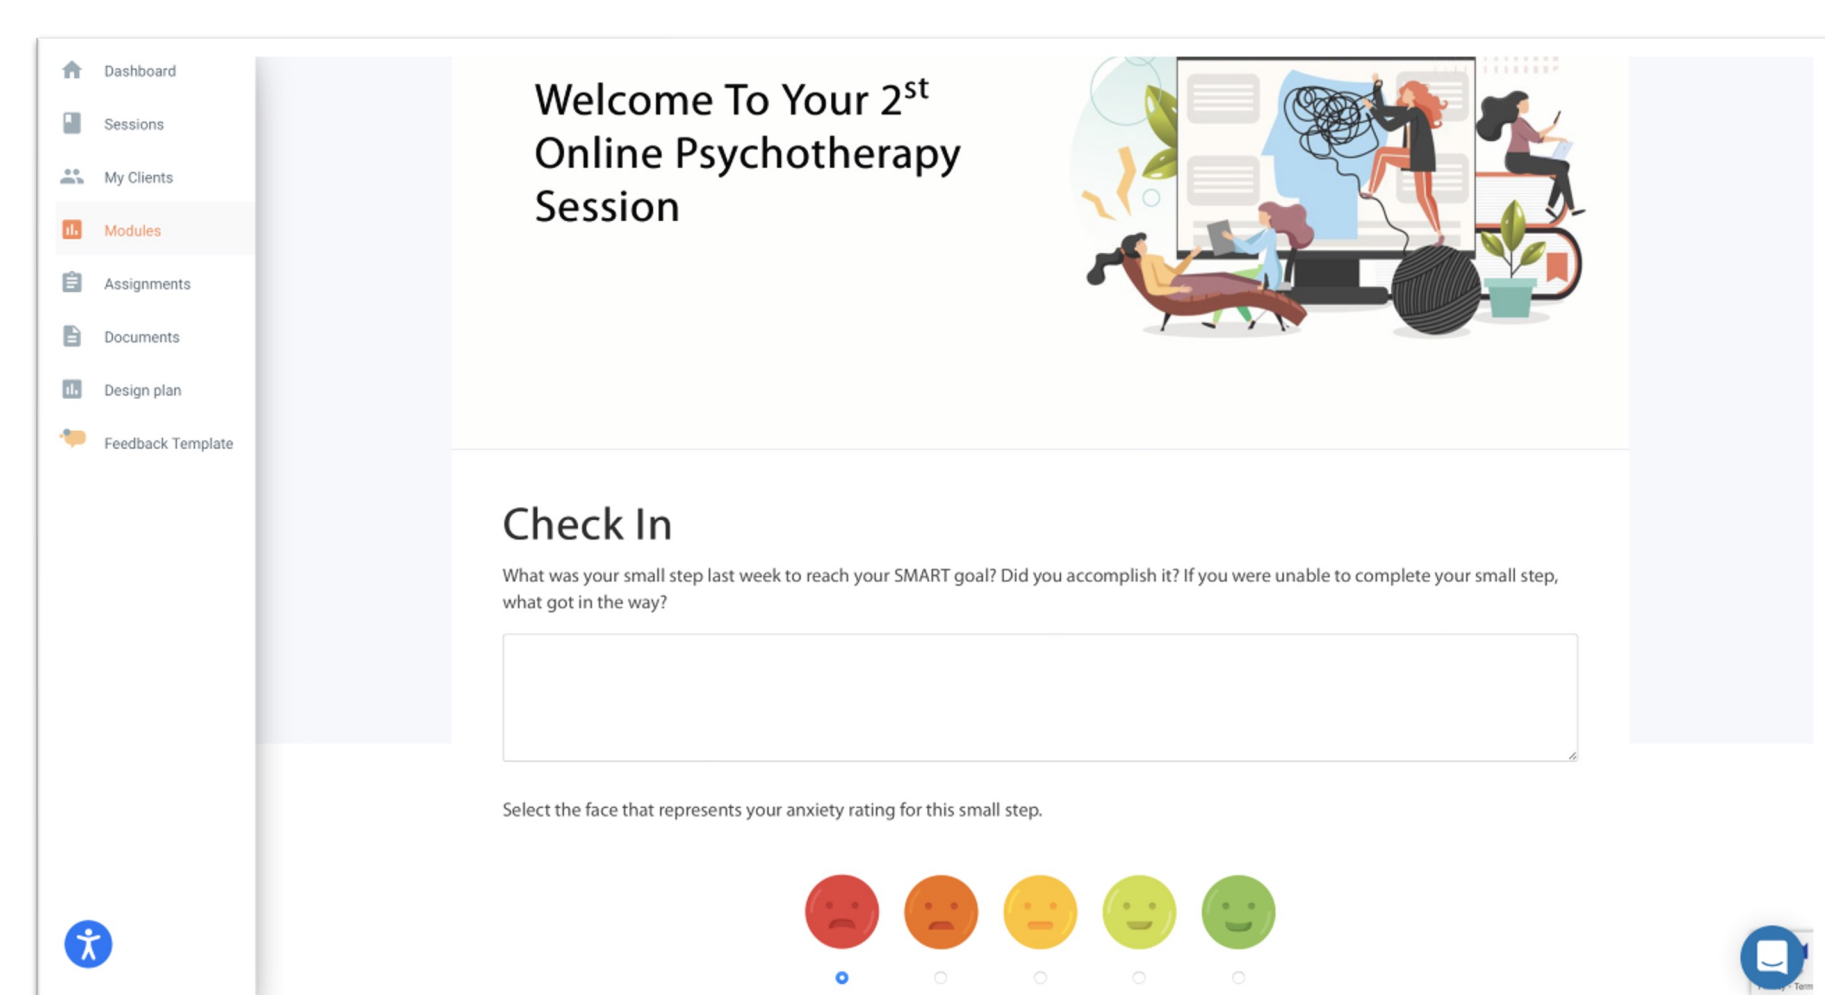 Dashboard
Sessions
My Clients
Modules
Assignments
Documents
Design plan
Feedback Template
Welcome To Your 2st
Online Psychotherapy
Session
Check In
What was your small step last week to reach your SMART goal? Did you accomplish it? If you were unable to complete your small step,
what got in the way?
Select the face that represents your anxiety rating for this small step.